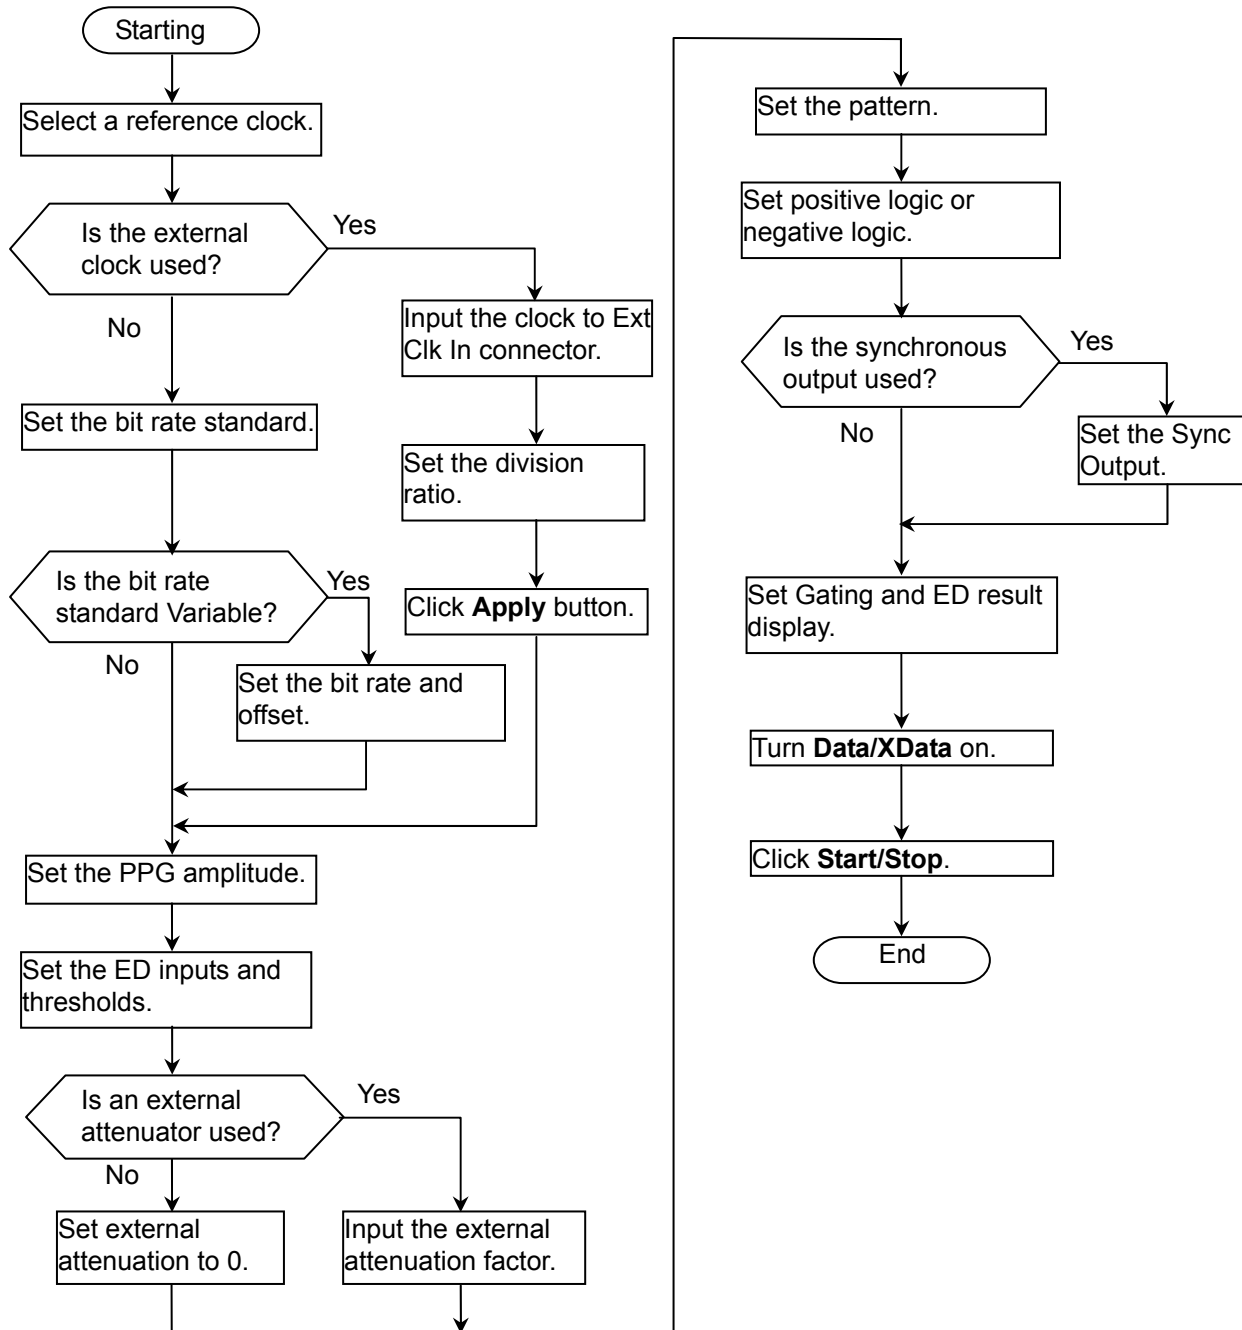 Starting
Select a reference clock.
Is the external
clock used?
Yes
No
Input the clock to Ext
Clk In connector.
Set the bit rate standard.
Set the division
ratio.
Is the bit rate
standard Variable?
Yes
No
Click Apply button.
Set the bit rate and
offset.
Set the PPG amplitude.
Set the ED inputs and
thresholds.
Is an external
attenuator used?
Yes
No
Set external
attenuation to 0.
Input the external
attenuation factor.
Set the pattern.
Set positive logic or
negative logic.
Is the synchronous
output used?
Yes
No
Set the Sync
Output.
Set Gating and ED result
display.
Turn Data/XData on.
Click Start/Stop.
End